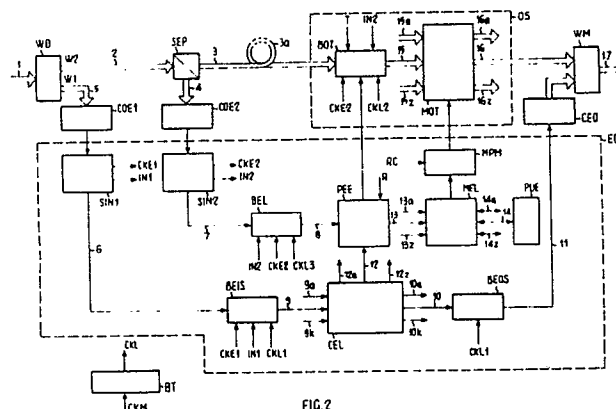 OS
WD
1
W2
W1
2
SEP
3
3a
4
5
IN2
BOT
CKE2
CKL2
15a
15
15z
MOT
16a
16
16z
WM
17
COE1
COE2
CEO
SIN1
CKE1
IN1
SIN2
CKE2
IN2
6
7
BEL
8
IN2
CKE2
CKL3
RC
R
PEE
13a
13
13z
MPM
MEL
14a
14
14z
PUE
11
12a
12
12z
BEIS
9
9a
9k
CEL
10a
10
10k
BEOS
CKE1
IN1
CKL1
CKL1
CKL
BT
CKM
FIG.2